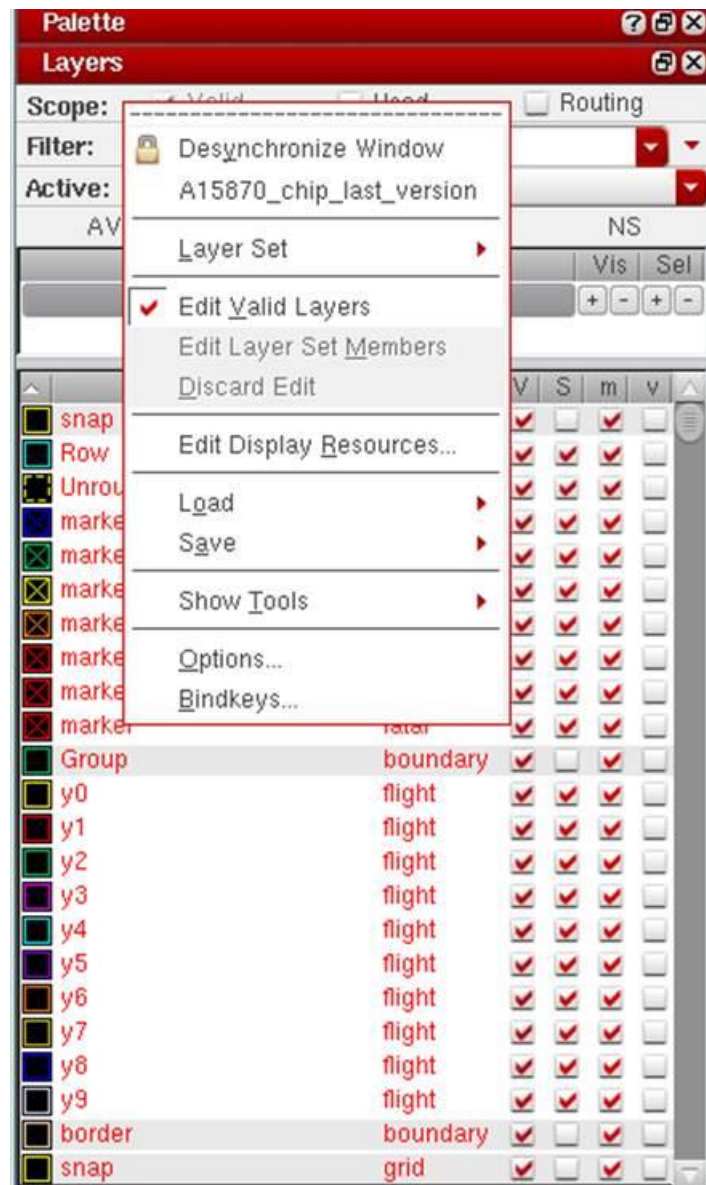 Palette
Layers
Scope: Valid Used Routing
Filter:
Active:
AV NS
Vis Sel
+ - + -
Desynchronize Window
A15870_chip_last_version
Layer Set
Edit Valid Layers
Edit Layer Set Members
Discard Edit
Edit Display Resources...
Load
Save
Show Tools
Options...
Bindkeys...
V S m v
snap
Row
Unrou
marke
marke
marke
marke
marke
marke
marker fatal
Group boundary
y0 flight
y1 flight
y2 flight
y3 flight
y4 flight
y5 flight
y6 flight
y7 flight
y8 flight
y9 flight
border boundary
snap grid